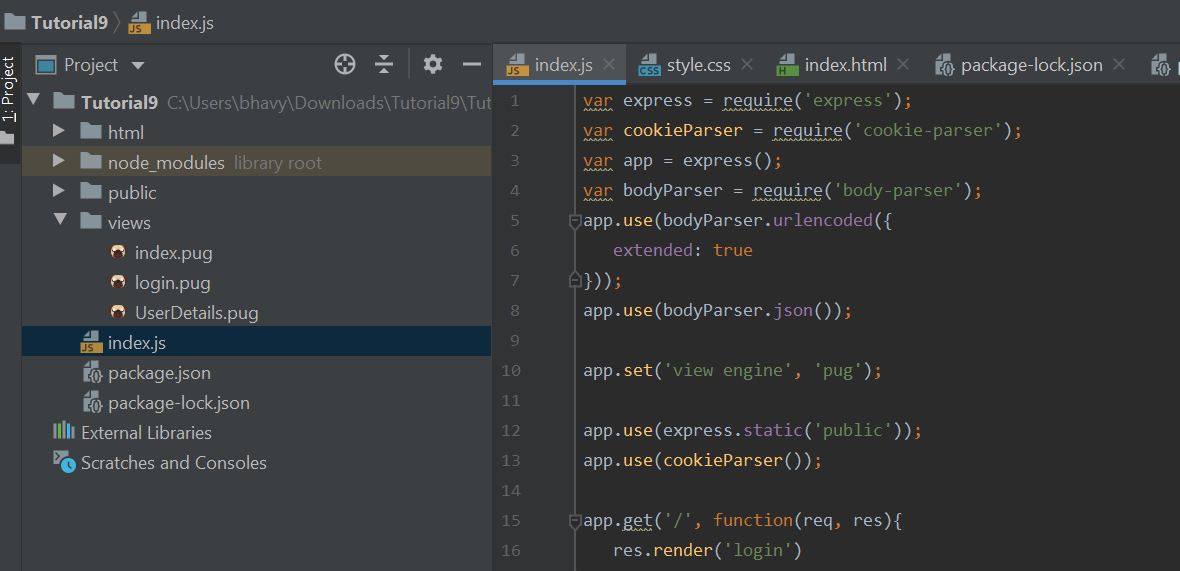 Tutorial9 index.js
1: Project
Project
Tutorial9 C:\Users\bhavy\Downloads\Tutorial9\Tut
html
node_modules library root
public
views
index.pug
login.pug
UserDetails.pug
index.js
package.json
package-lock.json
External Libraries
Scratches and Consoles
index.js style.css index.html package-lock.json
1 var express = require('express');
2 var cookieParser = require('cookie-parser');
3 var app = express();
4 var bodyParser = require('body-parser');
5 app.use(bodyParser.urlencoded({
6 extended: true
7 }));
8 app.use(bodyParser.json());
9
10 app.set('view engine', 'pug');
11
12 app.use(express.static('public'));
13 app.use(cookieParser());
14
15 app.get('/', function(req, res){
16 res.render('login')